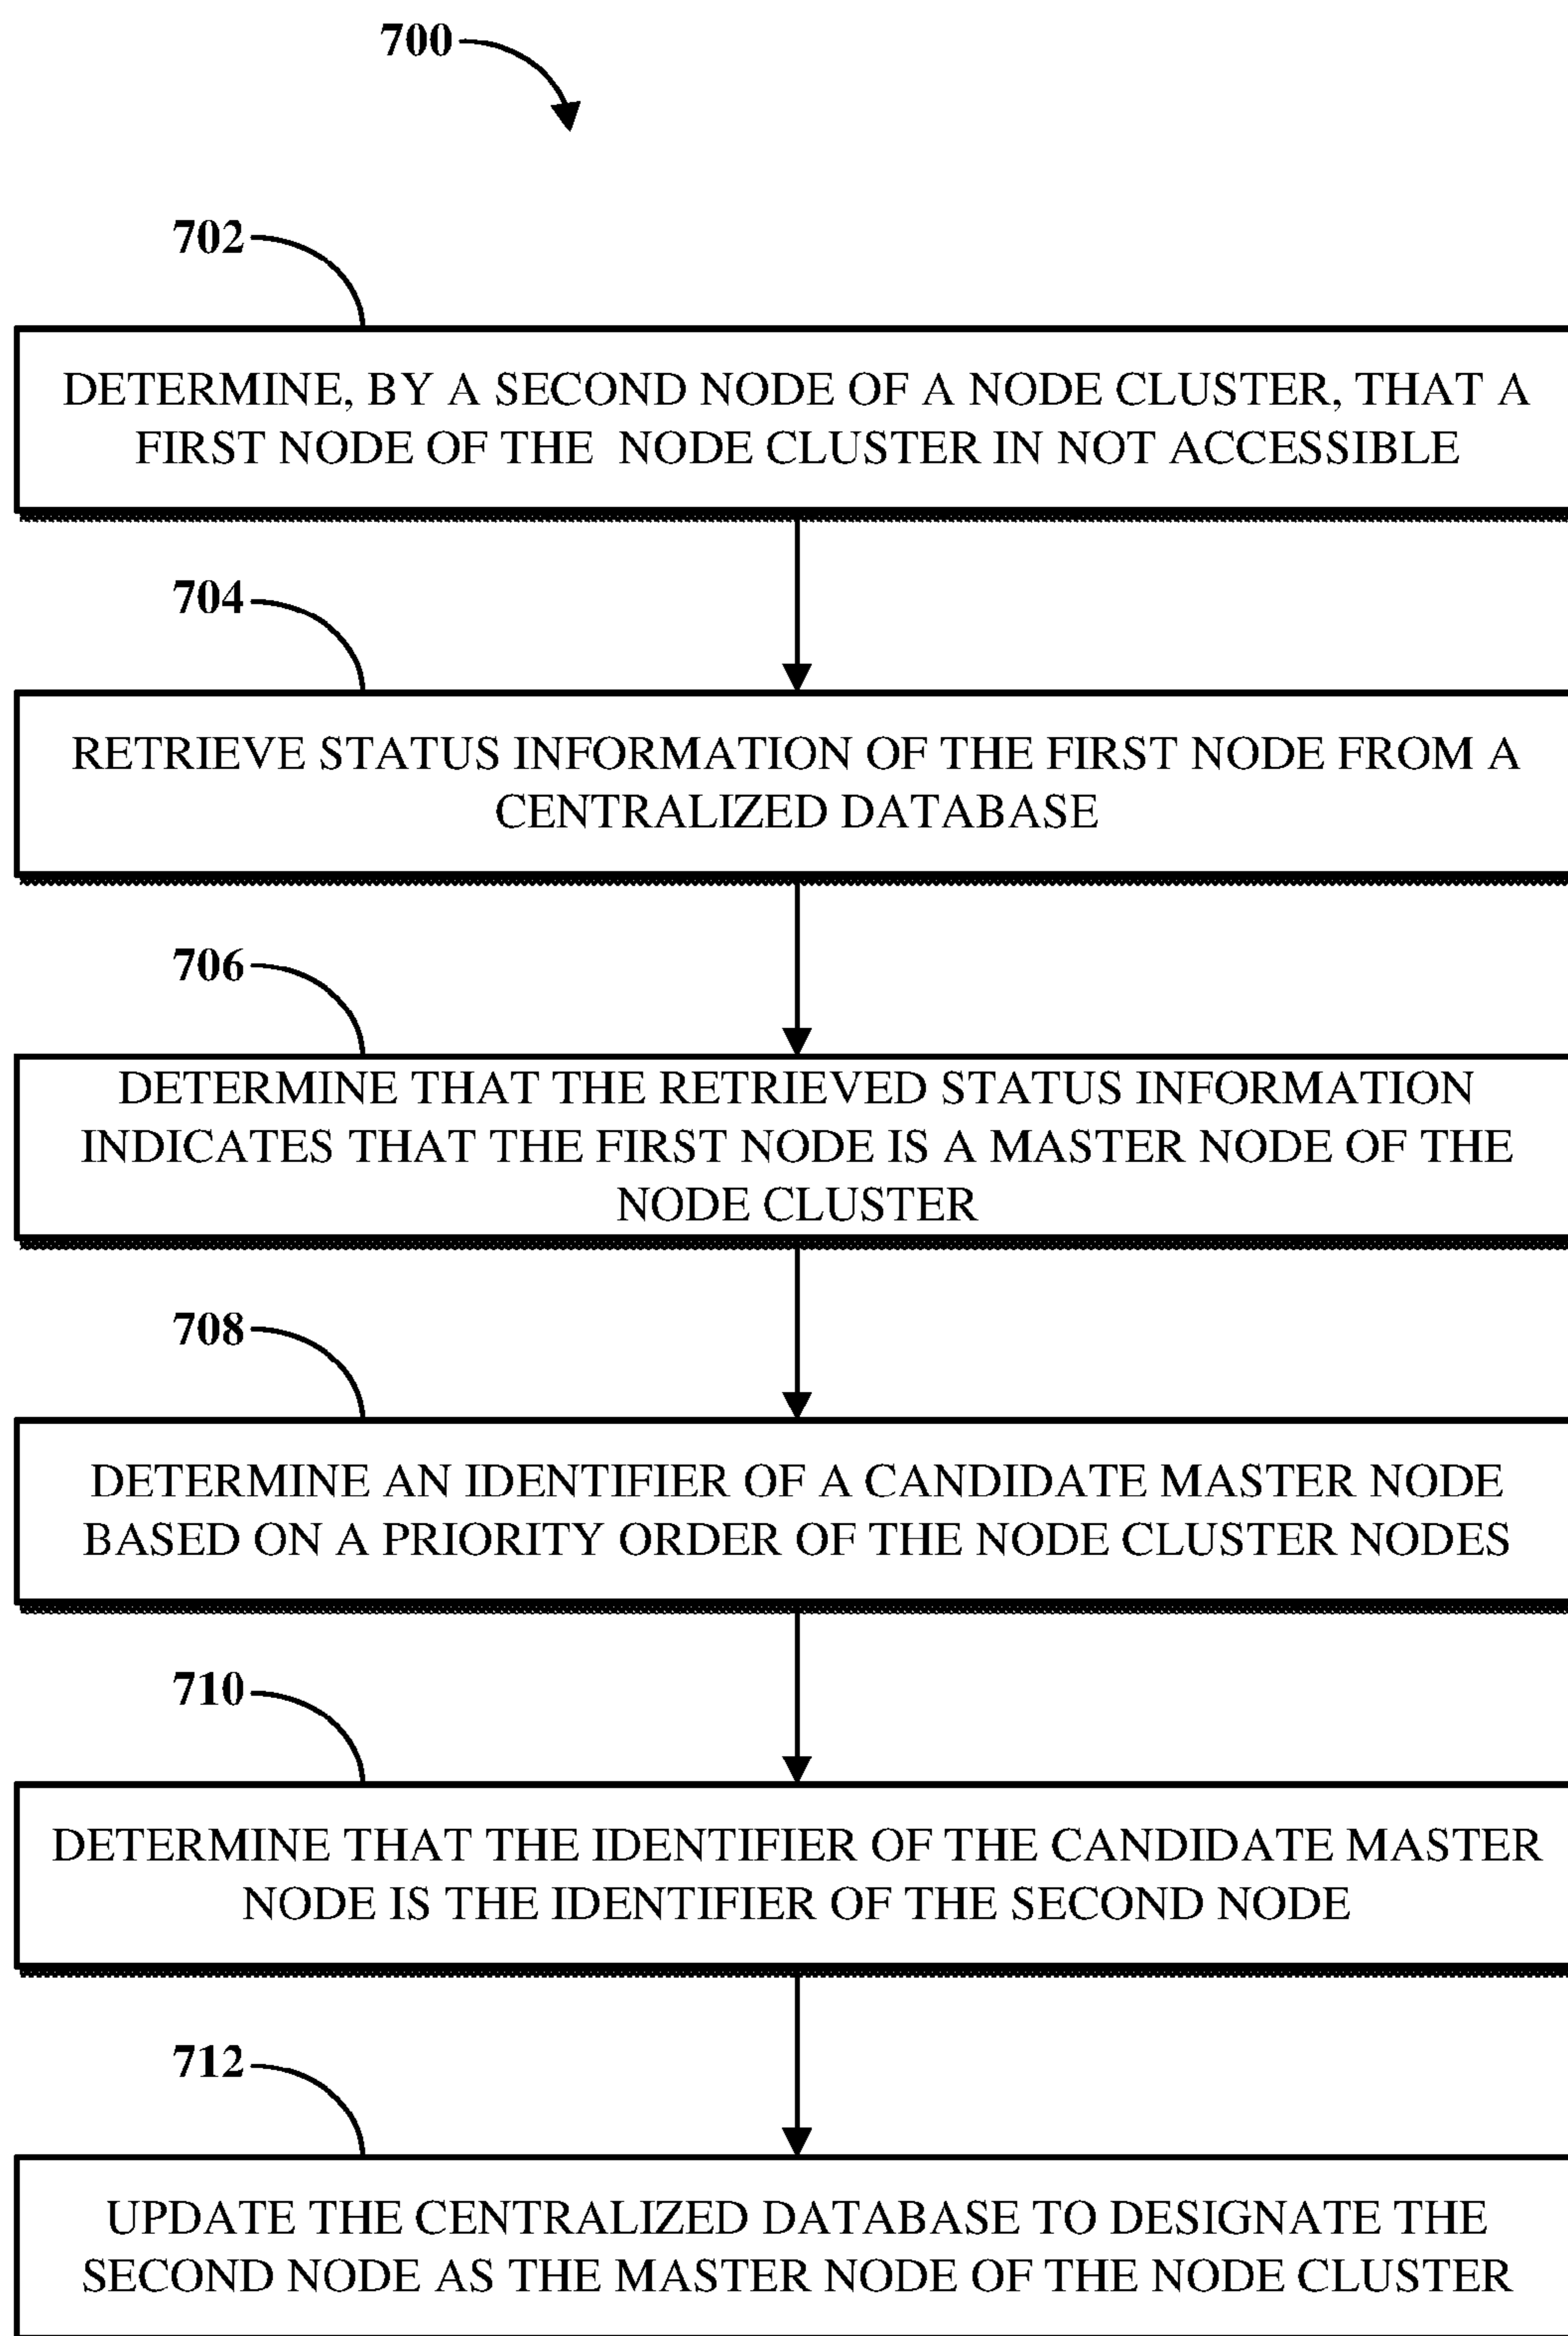 700
702
DETERMINE, BY A SECOND NODE OF A NODE CLUSTER, THAT A
FIRST NODE OF THE NODE CLUSTER IN NOT ACCESSIBLE
704
RETRIEVE STATUS INFORMATION OF THE FIRST NODE FROM A
CENTRALIZED DATABASE
706
DETERMINE THAT THE RETRIEVED STATUS INFORMATION
INDICATES THAT THE FIRST NODE IS A MASTER NODE OF THE
NODE CLUSTER
708
DETERMINE AN IDENTIFIER OF A CANDIDATE MASTER NODE
BASED ON A PRIORITY ORDER OF THE NODE CLUSTER NODES
710
DETERMINE THAT THE IDENTIFIER OF THE CANDIDATE MASTER
NODE IS THE IDENTIFIER OF THE SECOND NODE
712
UPDATE THE CENTRALIZED DATABASE TO DESIGNATE THE
SECOND NODE AS THE MASTER NODE OF THE NODE CLUSTER